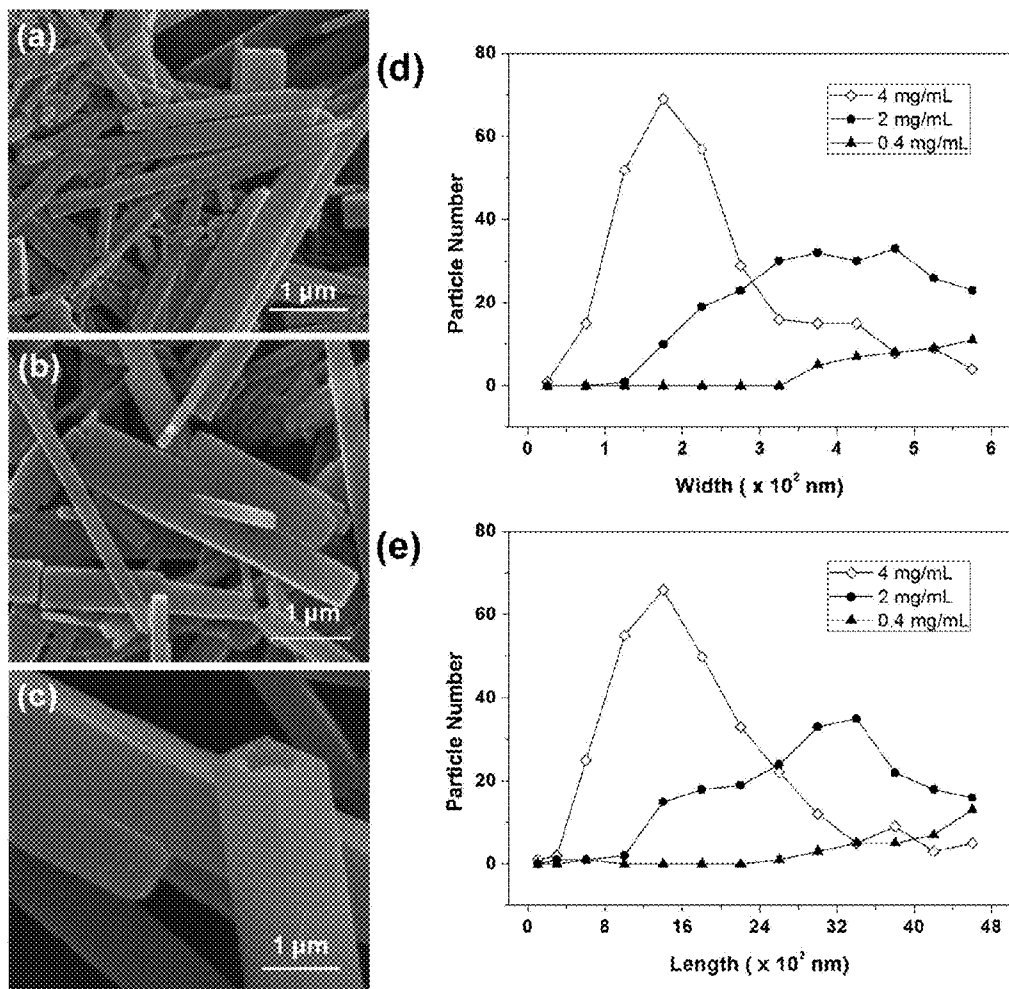 (a)
1 µm
(b)
1 µm
(c)
1 µm
(d)
80
60
40
20
0
Particle Number
4 mg/mL
2 mg/mL
0.4 mg/mL
0 1 2 3 4 5 6
Width ( x 10² nm)
(e)
80
60
40
20
0
Particle Number
4 mg/mL
2 mg/mL
0.4 mg/mL
0 8 16 24 32 40 48
Length ( x 10² nm)